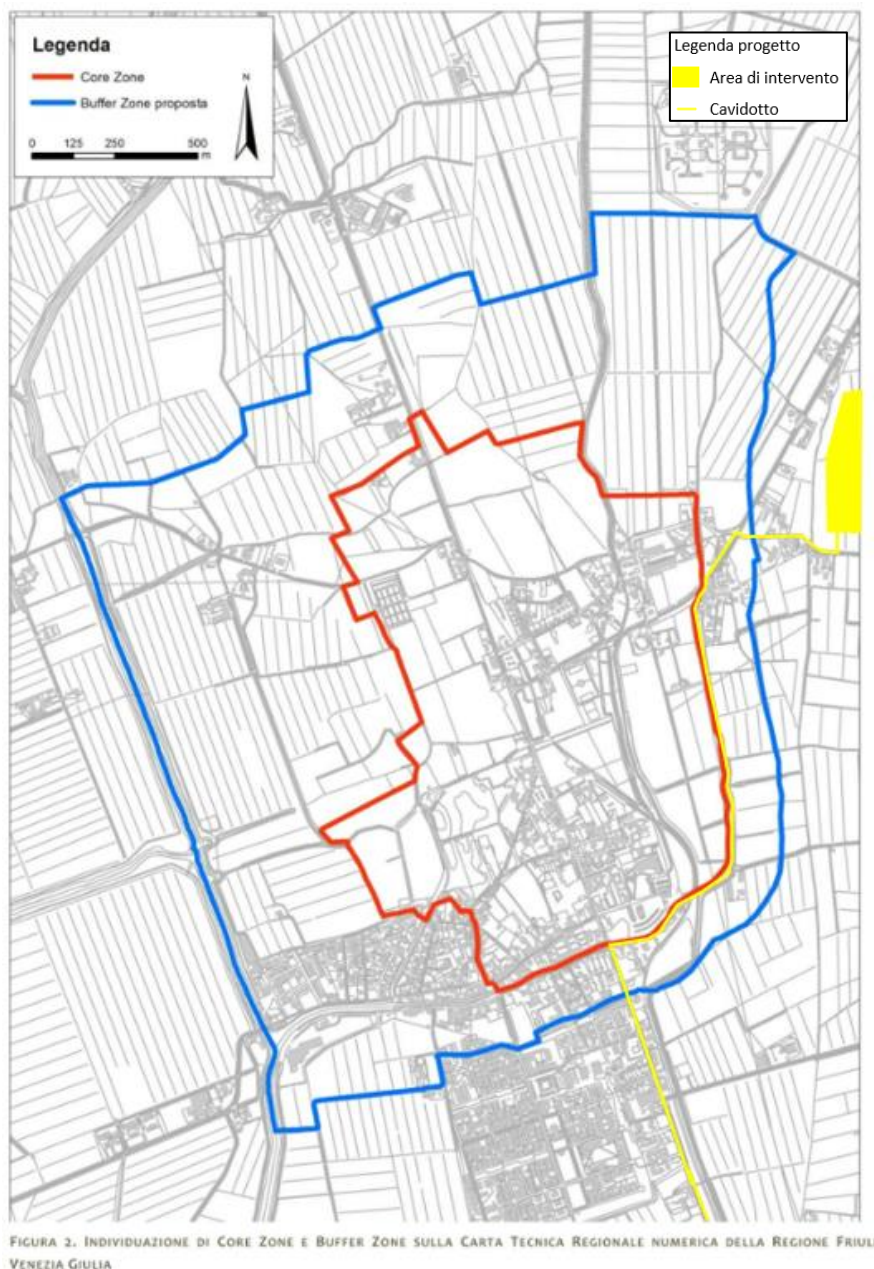 Legenda
Core Zone
Buffer Zone proposta
N
0 125 250 500
m
Legenda progetto
Area di intervento
Cavidotto
FIGURA 2. INDIVIDUAZIONE DI CORE ZONE E BUFFER ZONE SULLA CARTA TECNICA REGIONALE NUMERICA DELLA REGIONE FRIUL
VENEZIA GIULIA